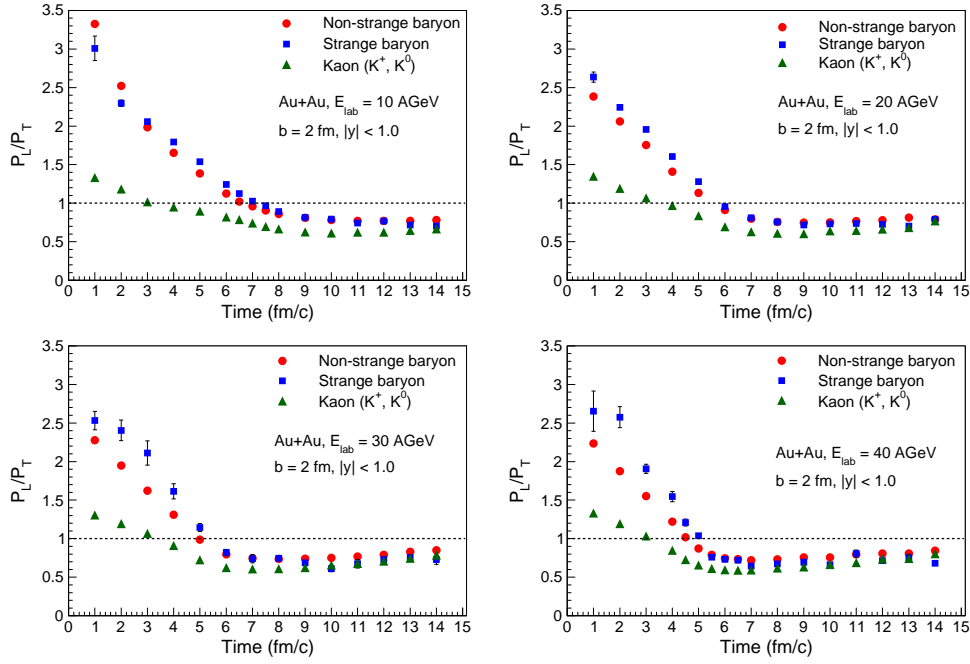 3.5
3
2.5
2
1.5
1
0.5
0
P_L/P_T
Non-strange baryon
Strange baryon
Kaon (K^+, K^0)
Au+Au, E_lab = 10 AGeV
b = 2 fm, |y| < 1.0
0 1 2 3 4 5 6 7 8 9 10 11 12 13 14 15
Time (fm/c)
3.5
3
2.5
2
1.5
1
0.5
0
P_L/P_T
Non-strange baryon
Strange baryon
Kaon (K^+, K^0)
Au+Au, E_lab = 20 AGeV
b = 2 fm, |y| < 1.0
0 1 2 3 4 5 6 7 8 9 10 11 12 13 14 15
Time (fm/c)
3.5
3
2.5
2
1.5
1
0.5
0
P_L/P_T
Non-strange baryon
Strange baryon
Kaon (K^+, K^0)
Au+Au, E_lab = 30 AGeV
b = 2 fm, |y| < 1.0
0 1 2 3 4 5 6 7 8 9 10 11 12 13 14 15
Time (fm/c)
3.5
3
2.5
2
1.5
1
0.5
0
P_L/P_T
Non-strange baryon
Strange baryon
Kaon (K^+, K^0)
Au+Au, E_lab = 40 AGeV
b = 2 fm, |y| < 1.0
0 1 2 3 4 5 6 7 8 9 10 11 12 13 14 15
Time (fm/c)